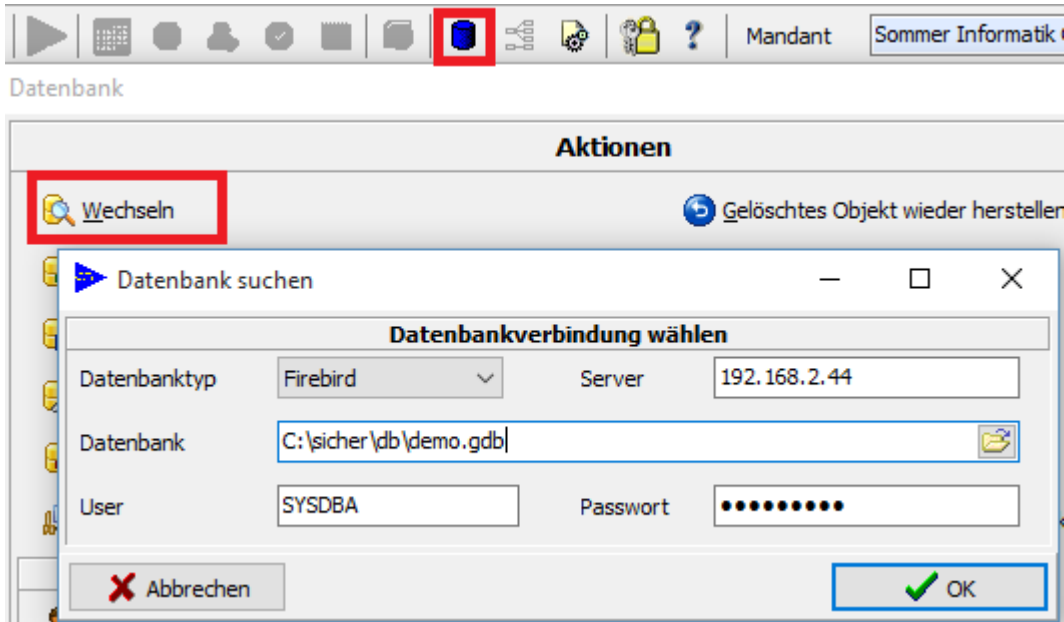 ? Mandant Sommer Informatik
Datenbank
Aktionen
Wechseln Gelöschtes Objekt wieder herstellen
Datenbank suchen
Datenbankverbindung wählen
Datenbanktyp Firebird Server 192.168.2.44
Datenbank C:\sicher\db\demo.gdb
User SYSDBA Passwort •••••••••
Abbrechen OK